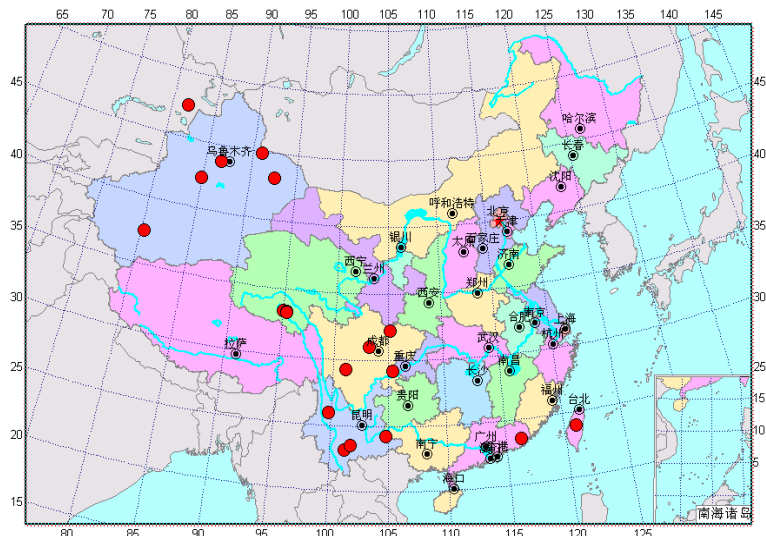 65 70 75 80 85 90 95 100 105 110 115 120 125 130 135 140 145
45
45
哈尔滨
长春
乌鲁木齐
40
40
沈阳
呼和浩特
北京
天津
35
石家庄
35
银川
太原
济南
西宁
兰州
30
郑州
30
西安
南京
上海
合肥
拉萨
成都
武汉
杭州
25
重庆
南昌
25
长沙
贵阳
福州
15
台北
20
昆明
10
20
广州
南宁
5
海口
15
南海诸岛
15
80 85 90 95 100 105 110 115 120 125